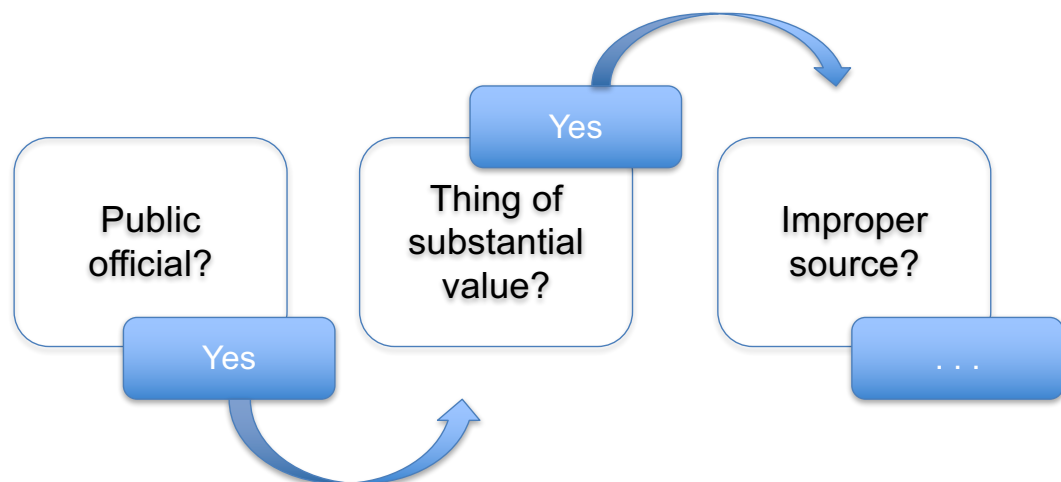 Public
official?
Yes
Yes
Thing of
substantial
value?
Improper
source?
. . .